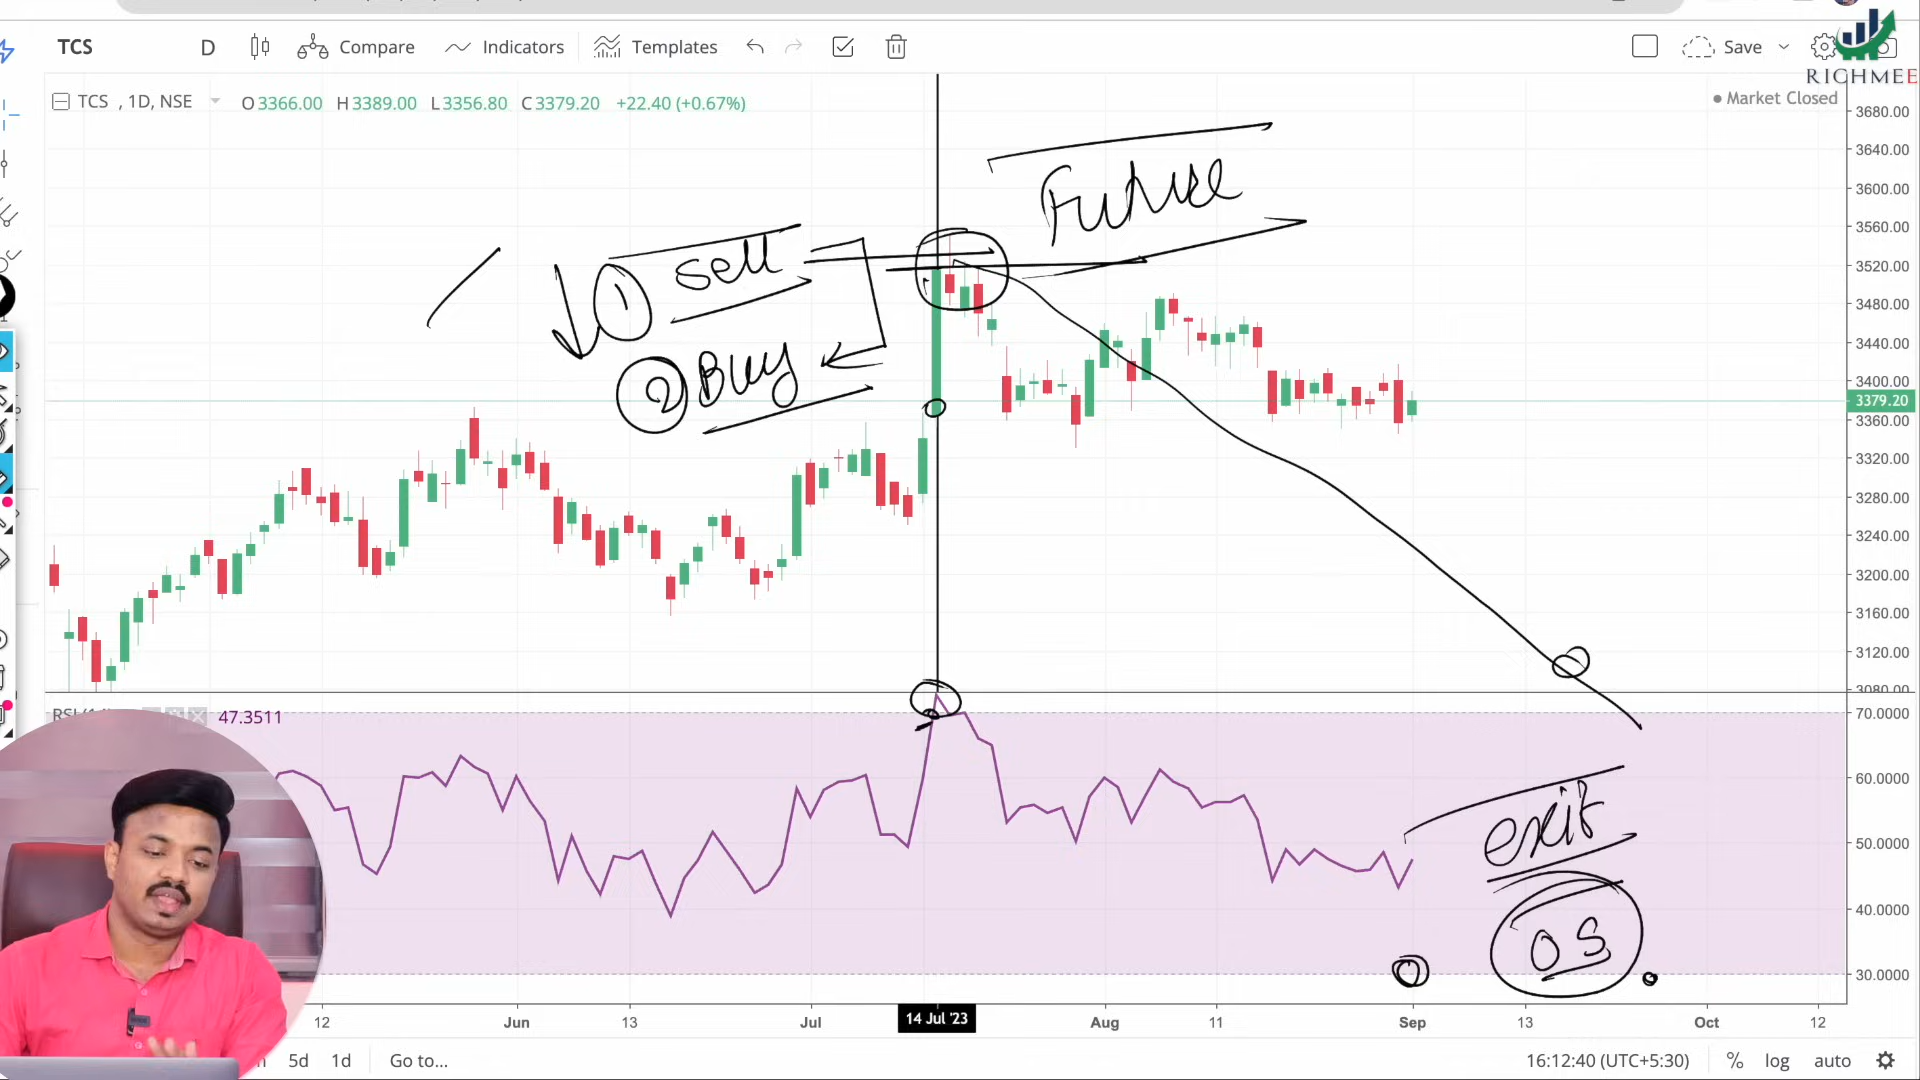 TCS D Compare Indicators Templates Save
RICHMEE
TCS , 1D, NSE O3366.00 H3389.00 L3356.80 C3379.20 +22.40 (+0.67%)
Market Closed
3680.00
3640.00
3600.00
3560.00
3520.00
3480.00
3440.00
3400.00
3379.20
3360.00
3320.00
3280.00
3240.00
3200.00
3160.00
3120.00
3080.00
Future
1 sell
2 Buy
47.3511
70.0000
60.0000
50.0000
40.0000
30.0000
exit
OS
12 Jun 13 Jul 14 Jul '23 Aug 11 Sep 13 Oct 12
5d 1d Go to... 16:12:40 (UTC+5:30) % log auto